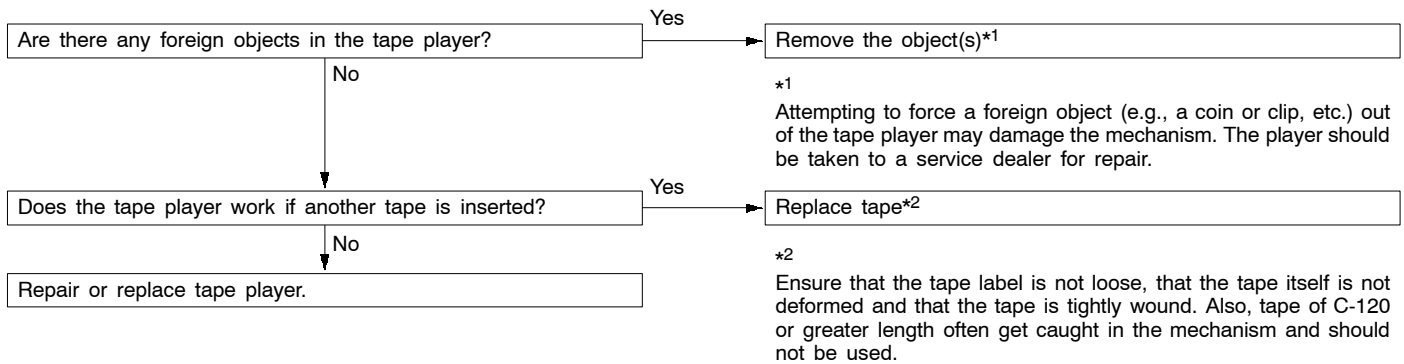 Yes
Are there any foreign objects in the tape player?
Remove the object(s)*1
No
*1
Attempting to force a foreign object (e.g., a coin or clip, etc.) out
of the tape player may damage the mechanism. The player should
be taken to a service dealer for repair.
Yes
Does the tape player work if another tape is inserted?
Replace tape*2
No
*2
Repair or replace tape player.
Ensure that the tape label is not loose, that the tape itself is not
deformed and that the tape is tightly wound. Also, tape of C-120
or greater length often get caught in the mechanism and should
not be used.